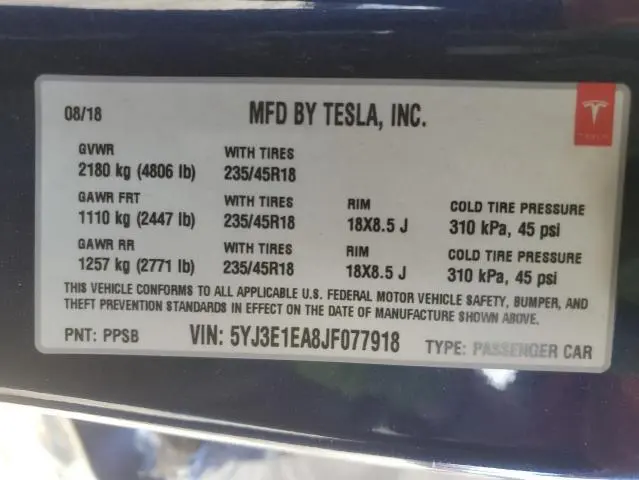 08/18 MFD BY TESLA, INC.
TESLA
GVWR WITH TIRES
2180 kg (4806 lb) 235/45R18
GAWR FRT WITH TIRES RIM COLD TIRE PRESSURE
1110 kg (2447 lb) 235/45R18 18X8.5 J 310 kPa, 45 psi
GAWR RR WITH TIRES RIM COLD TIRE PRESSURE
1257 kg (2771 lb) 235/45R18 18X8.5 J 310 kPa, 45 psi
THIS VEHICLE CONFORMS TO ALL APPLICABLE U.S. FEDERAL MOTOR VEHICLE SAFETY, BUMPER, AND
THEFT PREVENTION STANDARDS IN EFFECT ON THE DATE OF MANUFACTURE SHOWN ABOVE.
PNT: PPSB VIN: 5YJ3E1EA8JF077918 TYPE: PASSENGER CAR